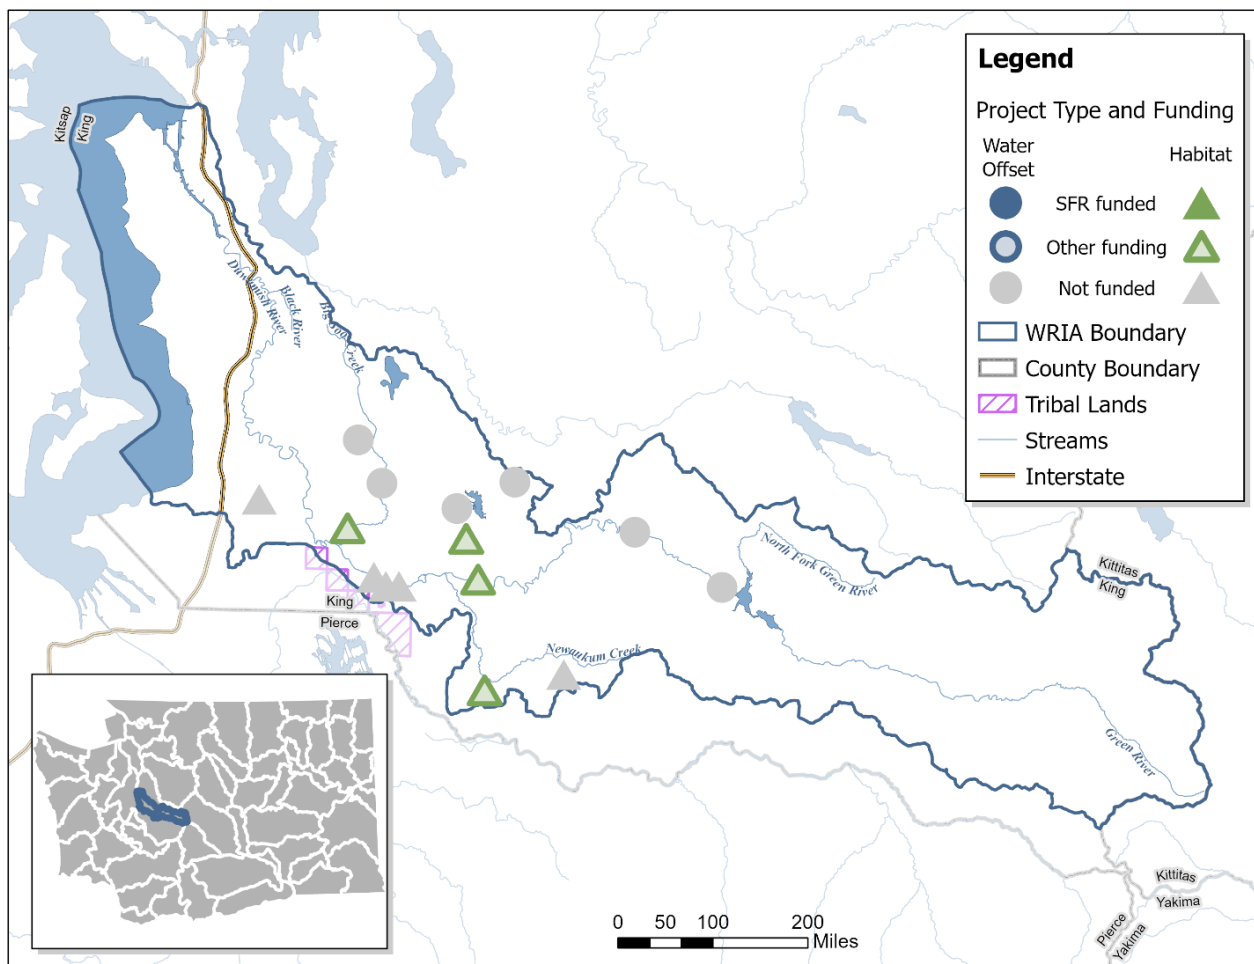 Legend
Project Type and Funding
Water Offset
Habitat
SFR funded
Other funding
Not funded
WRIA Boundary
County Boundary
Tribal Lands
Streams
Interstate
Kitsap
King
Duwamish River
Black River
Big Soos Creek
North Fork Green River
Kittitas
King
King
Pierce
Newaukum Creek
Green River
Kittitas
Yakima
Pierce
Yakima
0 50 100 200
Miles